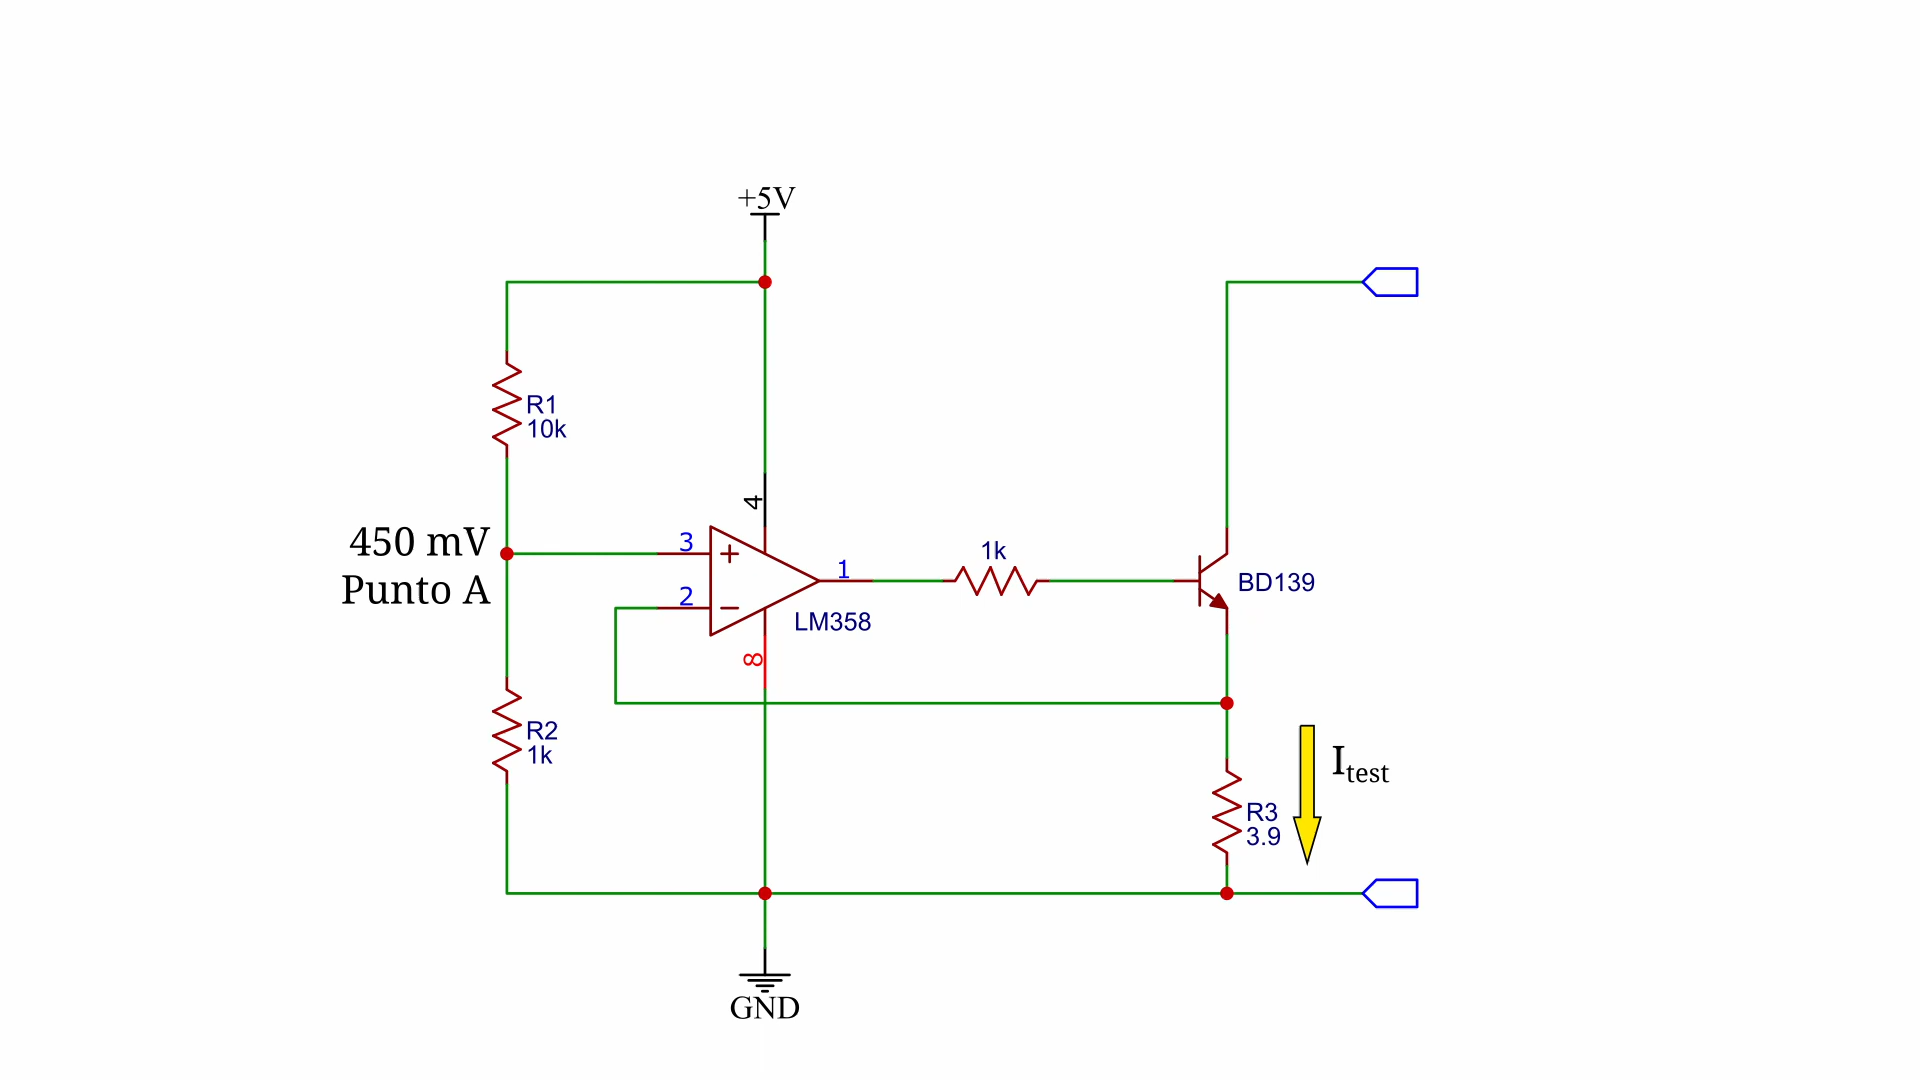 +5V
R1
10k
450 mV
Punto A
3
2
4
8
1
LM358
1k
BD139
R2
1k
I_test
R3
3.9
GND